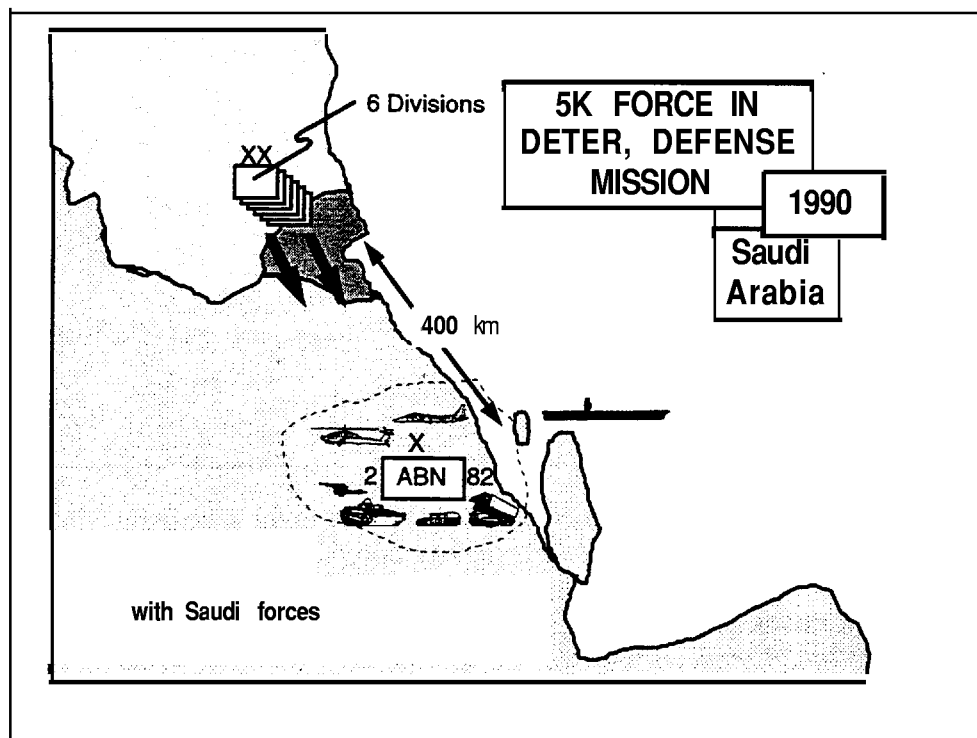 6 Divisions
XX
5K FORCE IN
DETER, DEFENSE
MISSION
1990
Saudi
Arabia
400 km
X
2 ABN 82
with Saudi forces